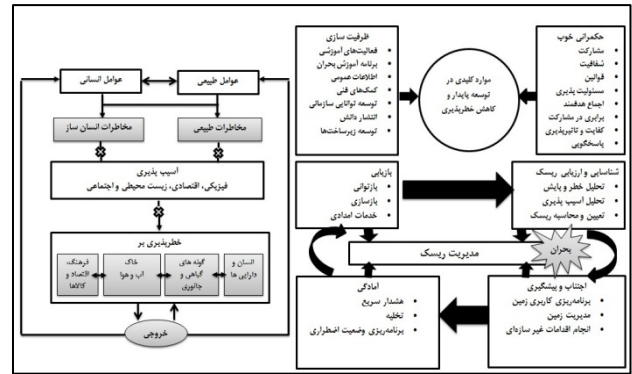 حکمرانی خوب
مشارکت
شفافیت
قوانین
مسئولیت پذیری
اجماع هدفمند
برابری در مشارکت
کفایت و تاثیرپذیری
پاسخگویی
موارد کلیدی در
توسعه پایدار و
کاهش خطرپذیری
ظرفیت سازی
فعالیت‌های آموزشی
برنامه آموزش بحران
اطلاعات عمومی
کمک‌های فنی
توسعه توانایی سازمانی
انتشار دانش
توسعه زیرساخت‌ها
شناسایی و ارزیابی ریسک
تحلیل خطر و پایش
تحلیل آسیب پذیری
تعیین و محاسبه ریسک
بازیابی
بازتوانی
بازسازی
خدمات امدادی
بحران
مدیریت ریسک
اجتناب و پیشگیری
برنامه‌ریزی کاربری زمین
مدیریت زمین
انجام اقدامات غیر سازه‌ای
آمادگی
هشدار سریع
تخلیه
برنامه‌ریزی وضعیت اضطراری
عوامل طبیعی
عوامل انسانی
مخاطرات طبیعی
مخاطرات انسان ساز
آسیب پذیری
فیزیکی، اقتصادی، زیست محیطی و اجتماعی
خطرپذیری بر
انسان و
دارایی ها
گونه های
گیاهی و
جانوری
خاک
آب و هوا
فرهنگ،
اقتصاد و
کالاها
خروجی